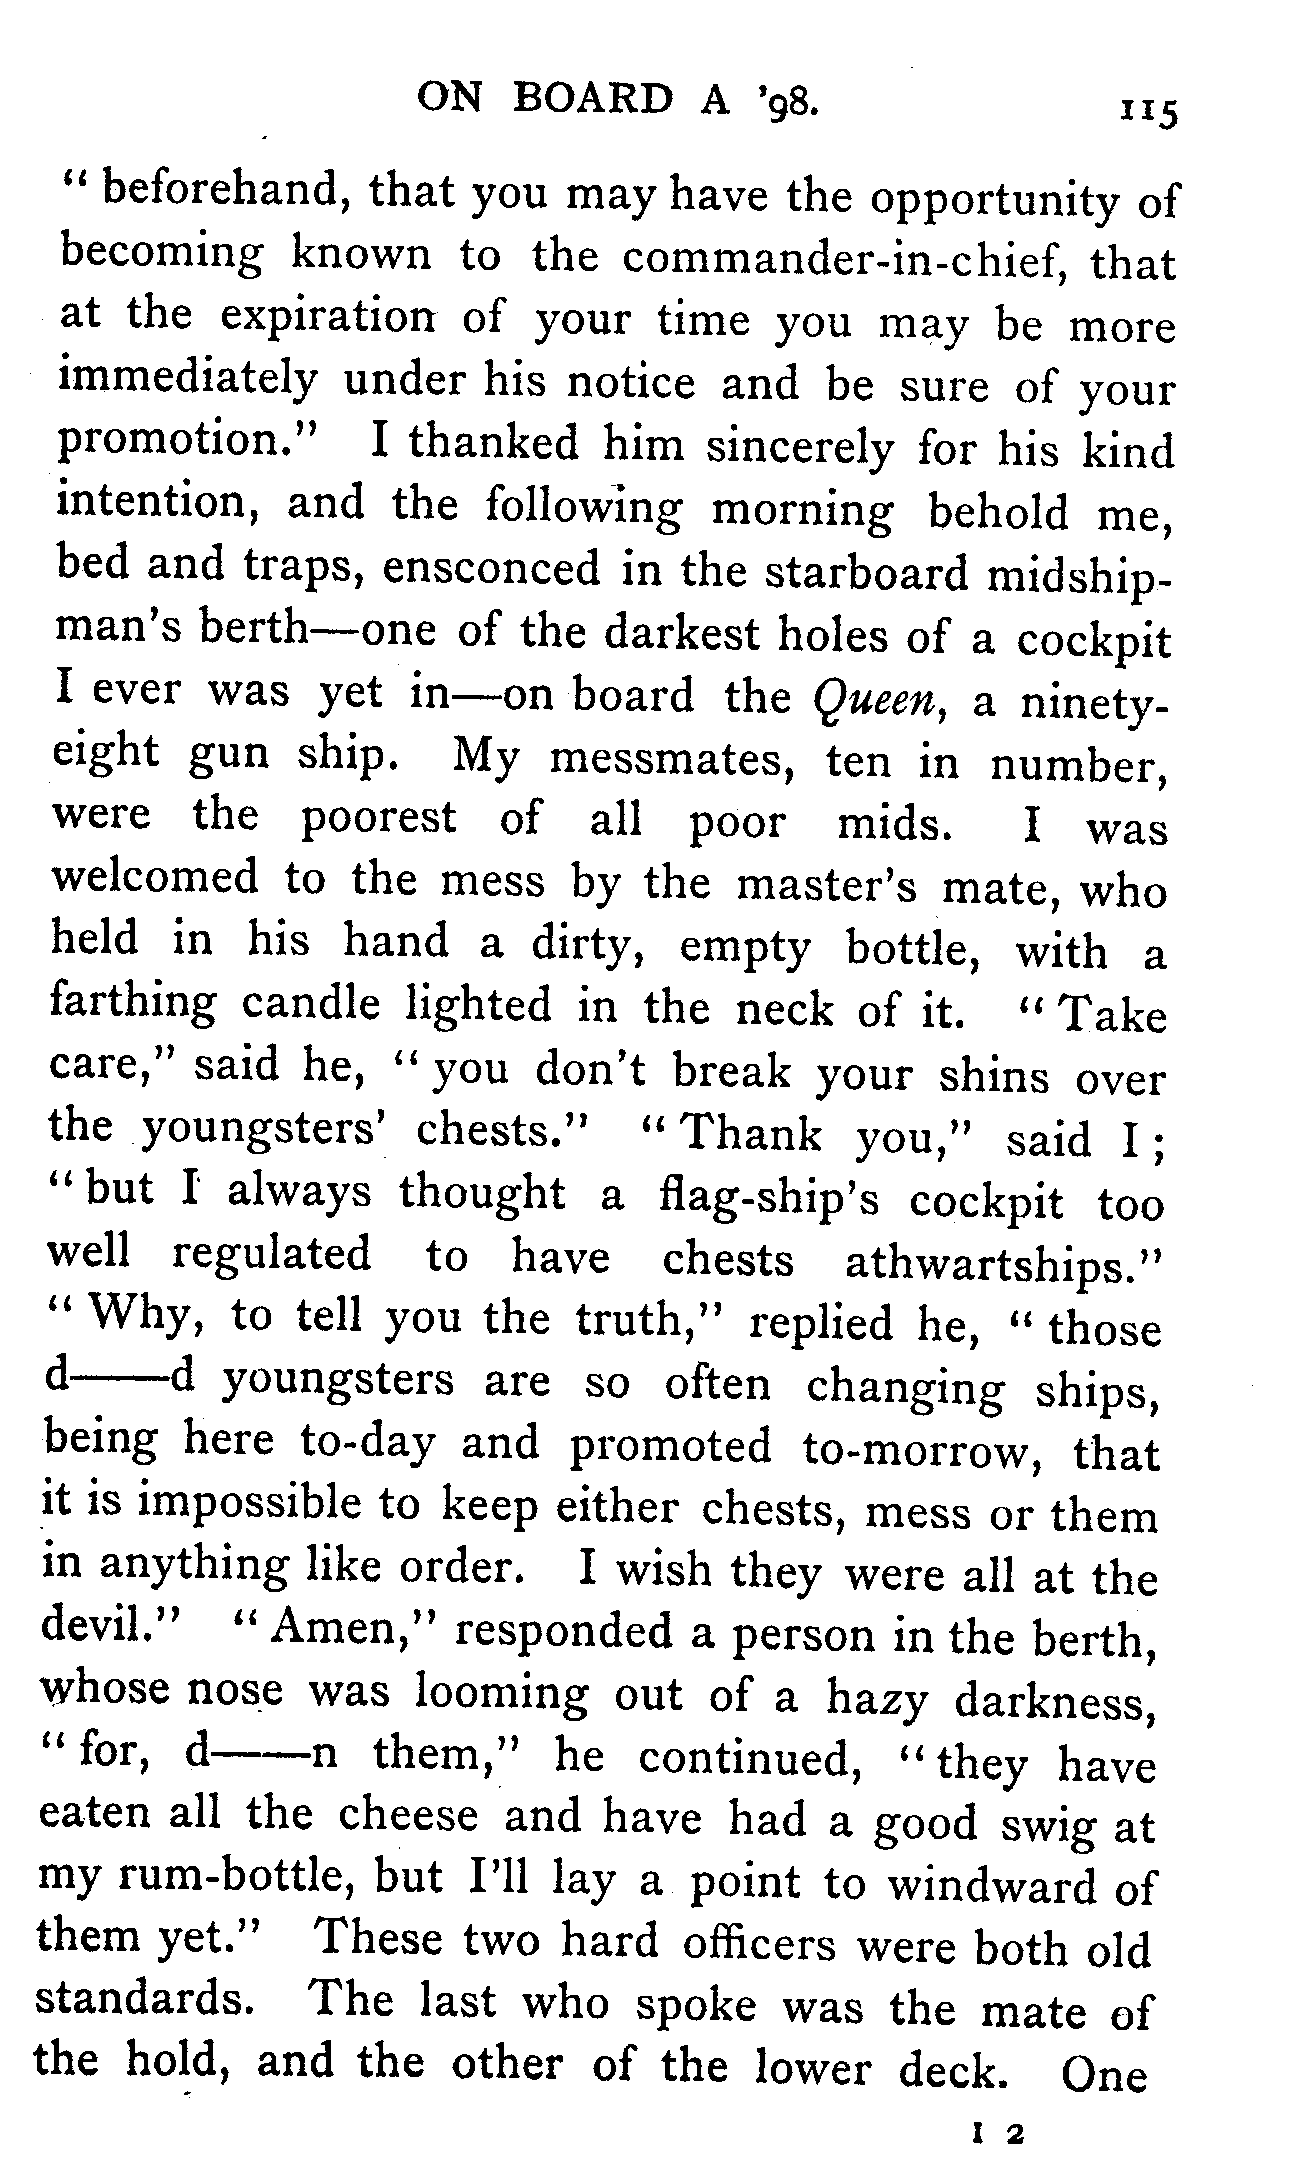 ON BOARD A '98. 115
" beforehand, that you may have the opportunity of
becoming known to the commander-in-chief, that
at the expiration of your time you may be more
immediately under his notice and be sure of your
promotion." I thanked him sincerely for his kind
intention, and the following morning behold me,
bed and traps, ensconced in the starboard midship-
man's berth—one of the darkest holes of a cockpit
I ever was yet in—on board the Queen, a ninety-
eight gun ship. My messmates, ten in number,
were the poorest of all poor mids. I was
welcomed to the mess by the master's mate, who
held in his hand a dirty, empty bottle, with a
farthing candle lighted in the neck of it. "Take
care," said he, "you don't break your shins over
the youngsters' chests." "Thank you," said I;
"but I always thought a flag-ship's cockpit too
well regulated to have chests athwartships."
"Why, to tell you the truth," replied he, "those
d——d youngsters are so often changing ships,
being here to-day and promoted to-morrow, that
it is impossible to keep either chests, mess or them
in anything like order. I wish they were all at the
devil." "Amen," responded a person in the berth,
whose nose was looming out of a hazy darkness,
"for, d——n them," he continued, "they have
eaten all the cheese and have had a good swig at
my rum-bottle, but I'll lay a point to windward of
them yet." These two hard officers were both old
standards. The last who spoke was the mate of
the hold, and the other of the lower deck. One
I 2